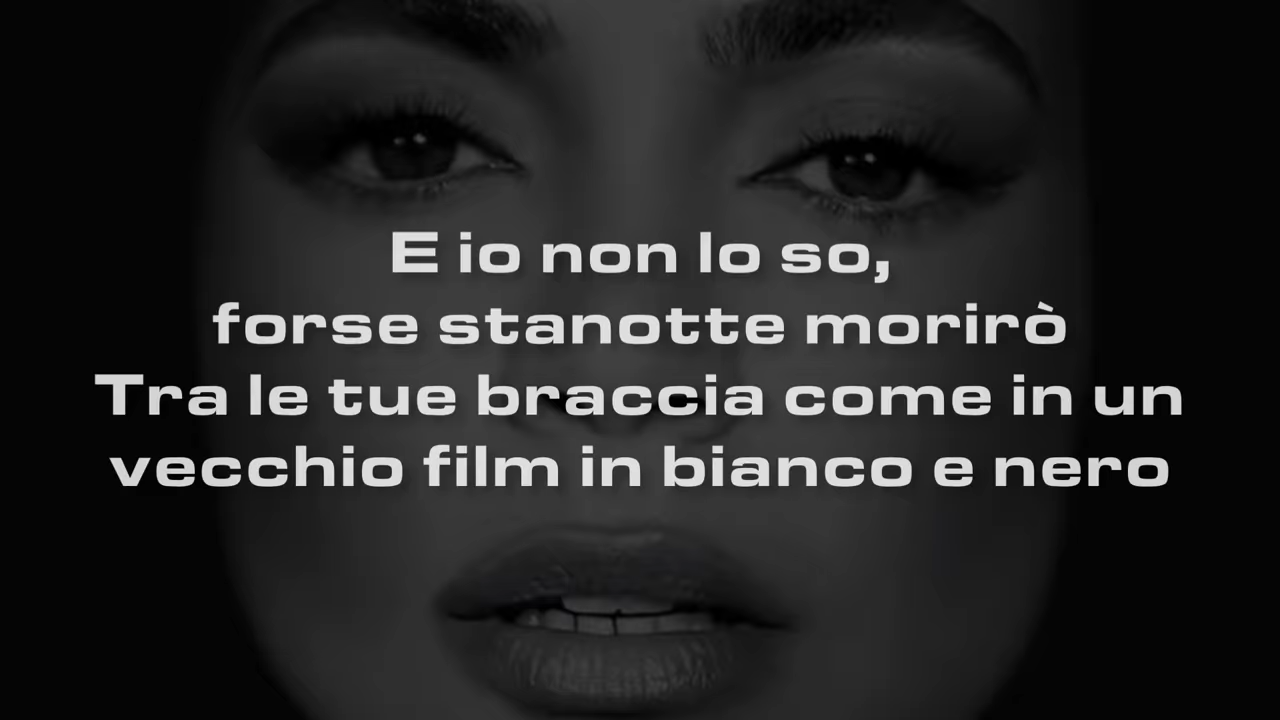 E io non lo so,
forse stanotte morirò
Tra le tue braccia come in un
vecchio film in bianco e nero